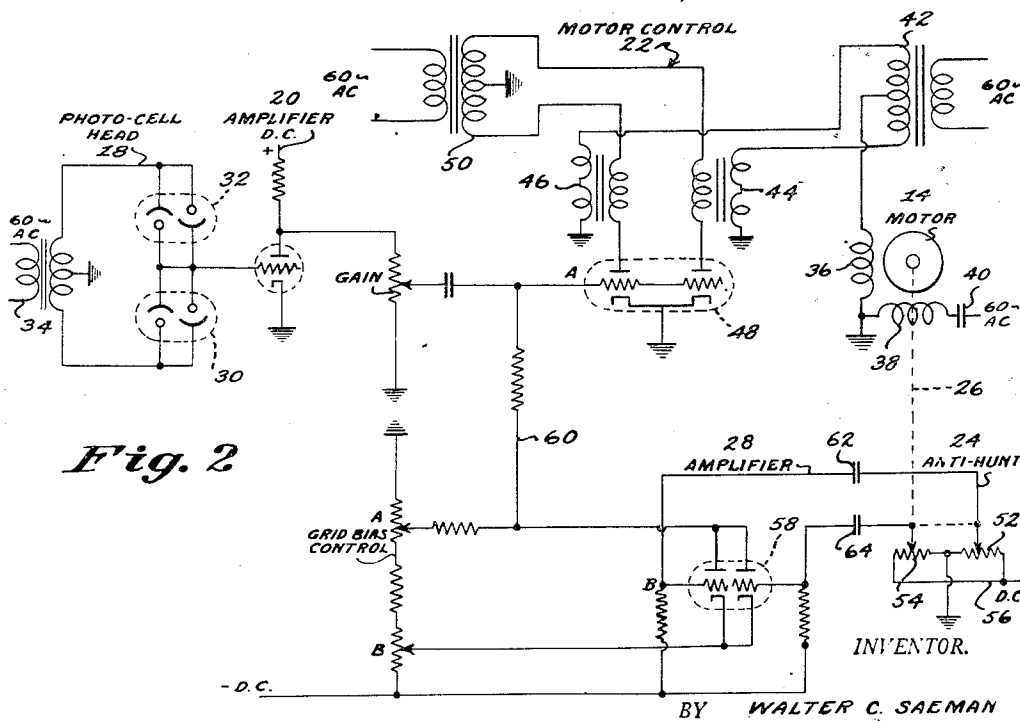 MOTOR CONTROL
22
42
60~
AC
60~
AC
20
AMPLIFIER
D.C.
+
PHOTO-CELL
HEAD
18
32
50
46
44
14
MOTOR
60~
AC
34
GAIN
A
48
36
40
60~
AC
38
30
26
Fig. 2
60
28
AMPLIFIER
62
24
ANTI-HUNT
A
GRID BIAS
CONTROL
58
64
52
B
54
D.C.
56
B
INVENTOR.
- D.C.
BY WALTER C. SAEMAN